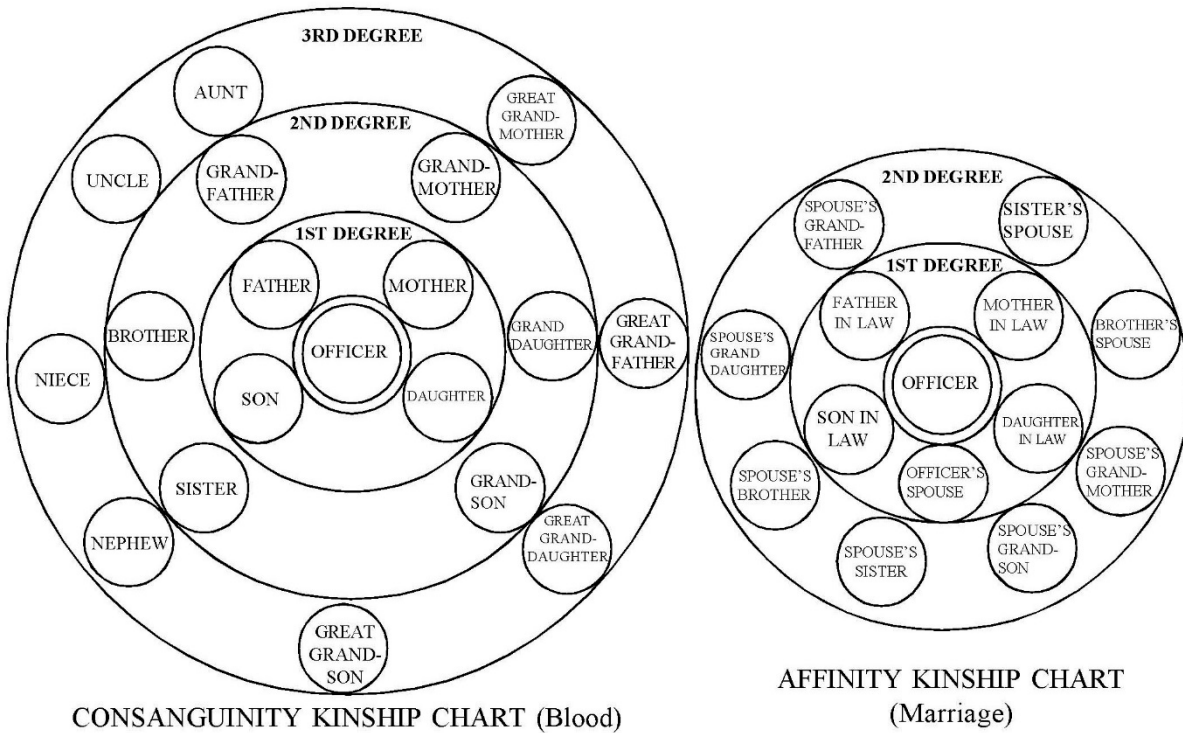 3RD DEGREE
AUNT
GREAT
GRAND-
MOTHER
2ND DEGREE
UNCLE
GRAND-
FATHER
GRAND-
MOTHER
1ST DEGREE
FATHER
MOTHER
BROTHER
OFFICER
GRAND
DAUGHTER
GREAT
GRAND-
FATHER
NIECE
SON
DAUGHTER
SISTER
GRAND-
SON
NEPHEW
GREAT
GRAND-
DAUGHTER
GREAT
GRAND-
SON
CONSANGUINITY KINSHIP CHART (Blood)
2ND DEGREE
SPOUSE'S
GRAND-
FATHER
SISTER'S
SPOUSE
1ST DEGREE
FATHER
IN LAW
MOTHER
IN LAW
BROTHER'S
SPOUSE
SPOUSE'S
GRAND
DAUGHTER
OFFICER
SON IN
LAW
DAUGHTER
IN LAW
SPOUSE'S
BROTHER
OFFICER'S
SPOUSE
SPOUSE'S
GRAND-
MOTHER
SPOUSE'S
SISTER
SPOUSE'S
GRAND-
SON
AFFINITY KINSHIP CHART
(Marriage)